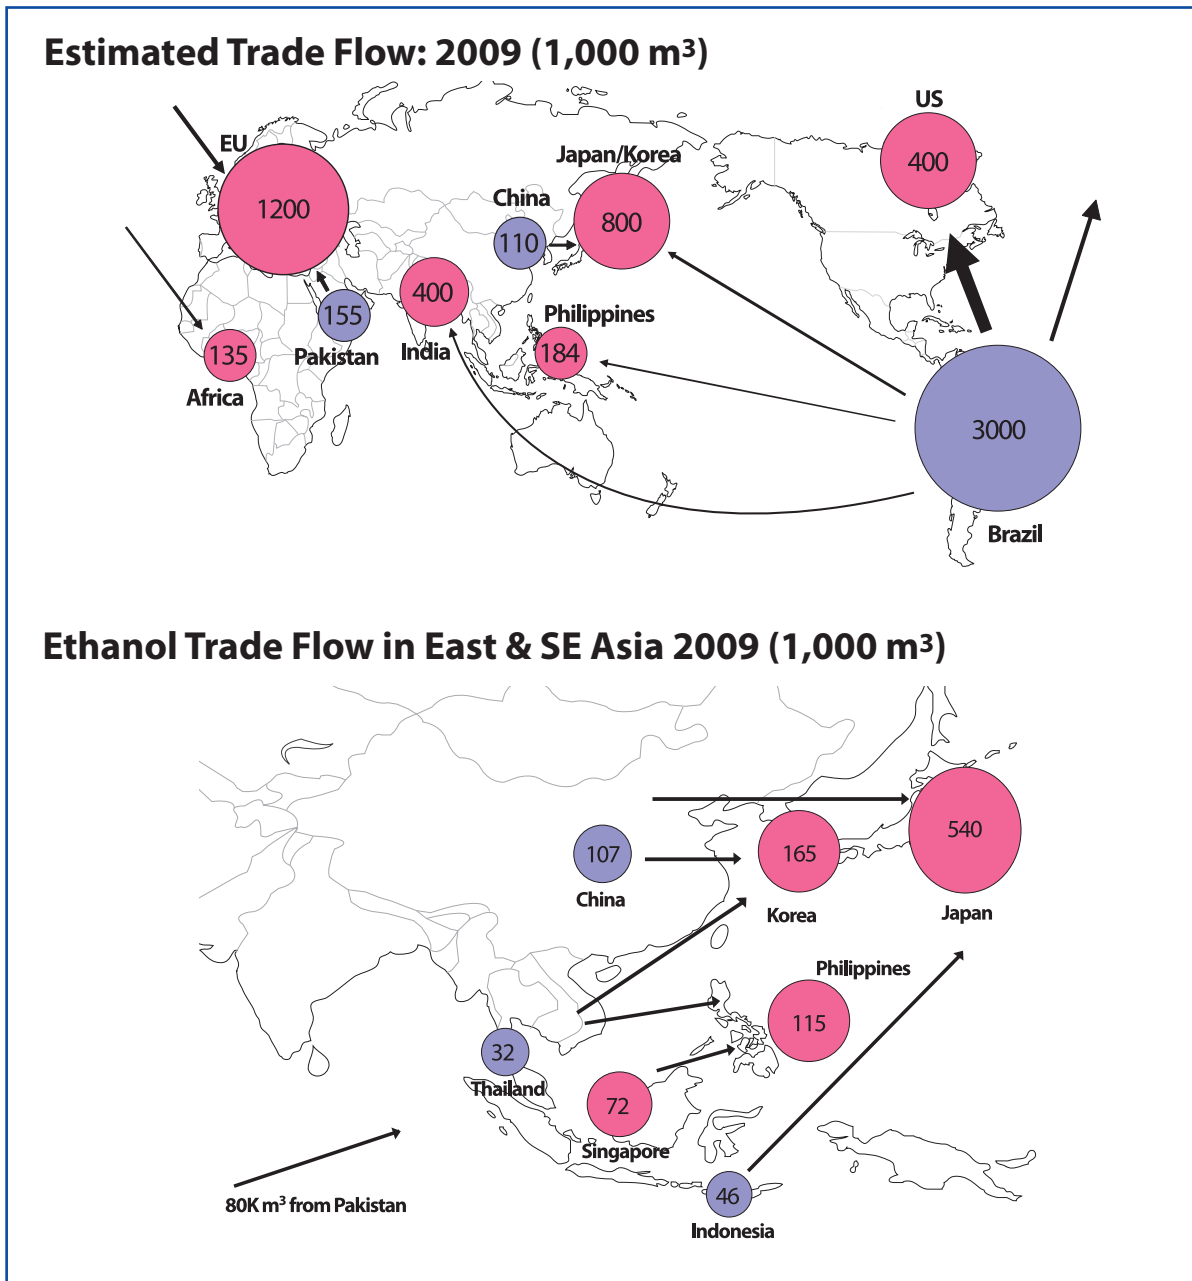 Estimated Trade Flow: 2009 (1,000 m³)
US
EU
400
Japan/Korea
1200
China
800
110
400
155
Philippines
184
135
Pakistan
India
Africa
3000
Brazil
Ethanol Trade Flow in East & SE Asia 2009 (1,000 m³)
540
107
165
China
Korea
Japan
Philippines
115
32
Thailand
72
Singapore
80K m³ from Pakistan
46
Indonesia